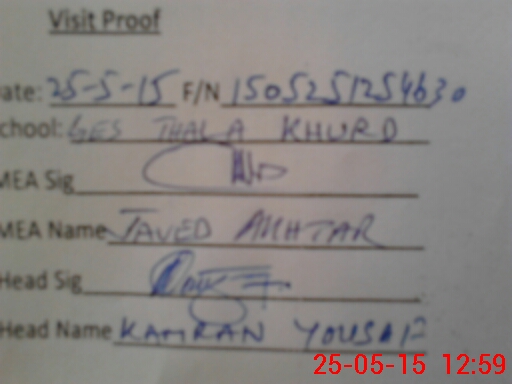 Visit Proof
ate: 25-5-15 F/N 1505251254630
chool: GES THALA KHURD
MEA Sig
MEA Name JAVED AKHTAR
Head Sig
Head Name KAMRAN YOUSAF
25-05-15 12:59